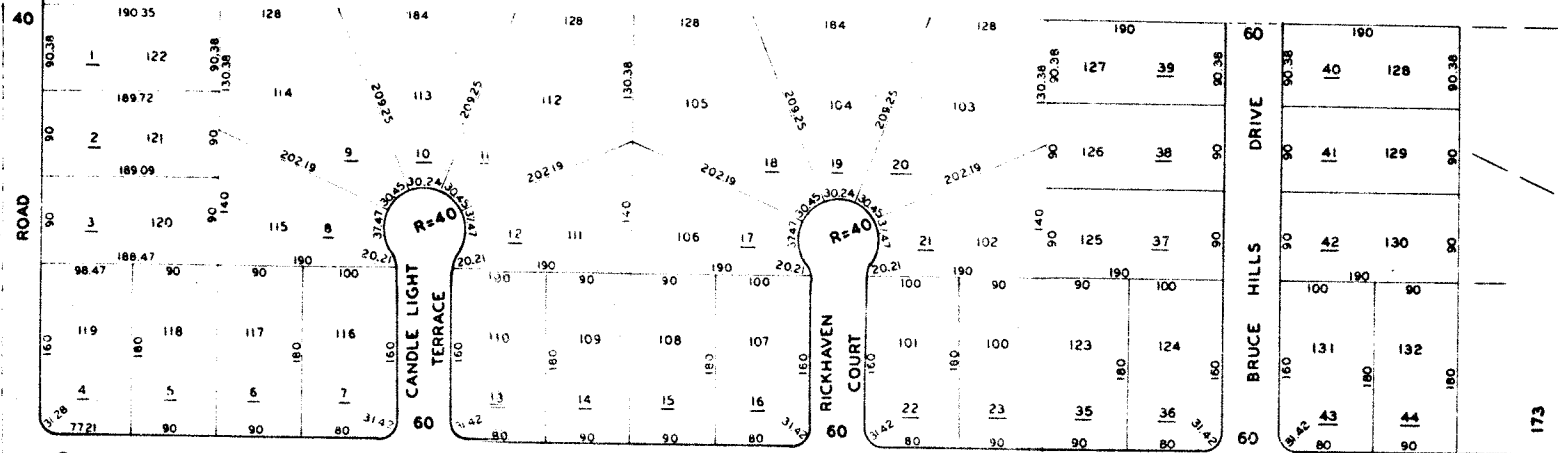 40 190.35 128 184 128 128 184 128 190 60 190
90.38 1 122 90.38 130.38 114 209.25 113 209.25 112 130.38 105 209.25 104 209.25 103 130.38 90.38 127 39 90.38 90.38 40 128 90.38
189.72
90 2 121 90 202.19 9 10 11 202.19 202.19 18 19 20 202.19 90 126 38 90 DRIVE 90 41 129 90
189.09
30.45 30.24 30.45 30.45 30.24 30.45
ROAD 90 3 120 90 140 115 8 37.47 R=40 37.47 12 111 140 106 17 37.47 R=40 37.47 21 102 140 90 125 37 90 90 42 130 90
188.47 190 20.21 20.21 190 190 20.21 20.21 190 190 190
98.47 90 90 100 100 90 90 100 100 90 90 100 100 90
160 119 118 180 117 116 180 160 CANDLE LIGHT
TERRACE 160 110 180 109 108 180 107 160 RICKHAVEN
COURT 160 101 180 100 123 180 124 160 BRUCE HILLS 160 131 180 132 180
4 5 6 7 13 14 15 16 22 23 35 36 43 44 173
31.28 31.42 60 31.42 31.42 60 31.42 31.42 60 31.42
77.21 90 90 80 80 90 90 80 80 90 90 80 80 90